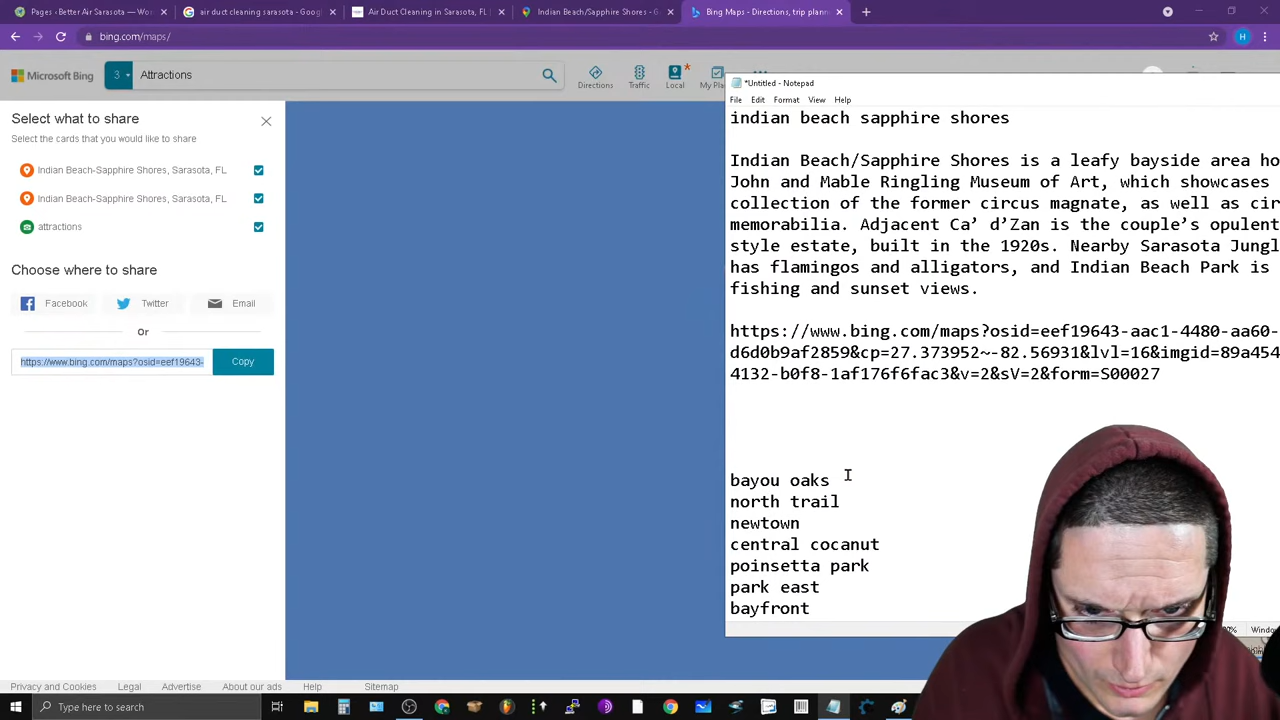 Pages ‹ Better Air Sarasota — Wo
air duct cleaning sarasota - Goog
Air Duct Cleaning in Sarasota, FL
Indian Beach/Sapphire Shores - G
Bing Maps - Directions, trip plann
H
bing.com/maps/
Microsoft Bing
3
Attractions
Directions
Traffic
Local
My Pla
Select what to share
Select the cards that you would like to share
Indian Beach-Sapphire Shores, Sarasota, FL
Indian Beach-Sapphire Shores, Sarasota, FL
attractions
Choose where to share
Facebook
Twitter
Email
Or
https://www.bing.com/maps?osid=eef19643-
Copy
*Untitled - Notepad
File Edit Format View Help
indian beach sapphire shores
Indian Beach/Sapphire Shores is a leafy bayside area ho
John and Mable Ringling Museum of Art, which showcases
collection of the former circus magnate, as well as cir
memorabilia. Adjacent Ca’ d’Zan is the couple’s opulent
style estate, built in the 1920s. Nearby Sarasota Jungl
has flamingos and alligators, and Indian Beach Park is
fishing and sunset views.
https://www.bing.com/maps?osid=eef19643-aac1-4480-aa60-
d6d0b9af2859&cp=27.373952~-82.56931&lvl=16&imgid=89a454
4132-b0f8-1af176f6fac3&v=2&sV=2&form=S00027
bayou oaks
north trail
newtown
central cocanut
poinsetta park
park east
bayfront
Windo
Privacy and Cookies
Legal
Advertise
About our ads
Help
Sitemap
Type here to search